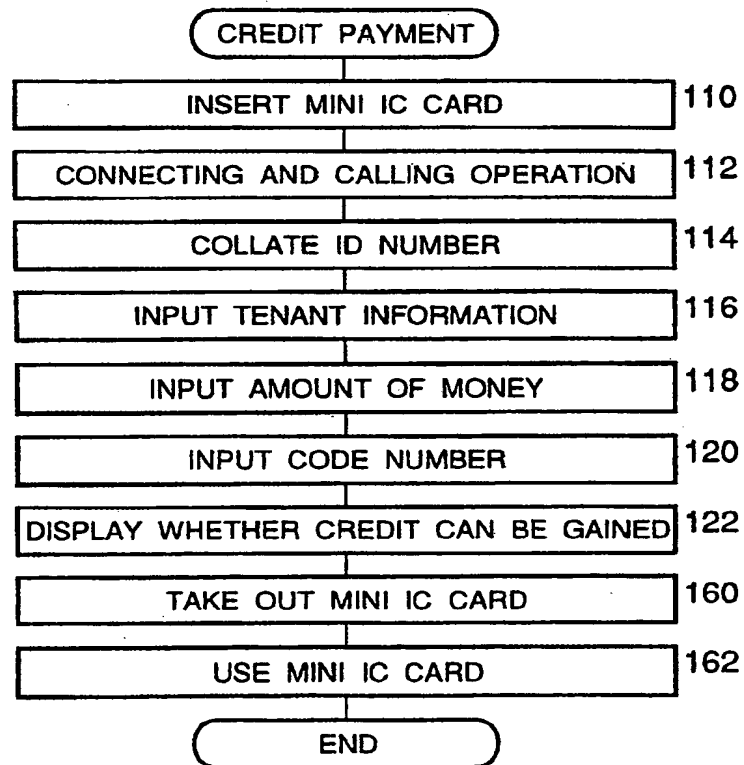 CREDIT PAYMENT
INSERT MINI IC CARD 110
CONNECTING AND CALLING OPERATION 112
COLLATE ID NUMBER 114
INPUT TENANT INFORMATION 116
INPUT AMOUNT OF MONEY 118
INPUT CODE NUMBER 120
DISPLAY WHETHER CREDIT CAN BE GAINED 122
TAKE OUT MINI IC CARD 160
USE MINI IC CARD 162
END